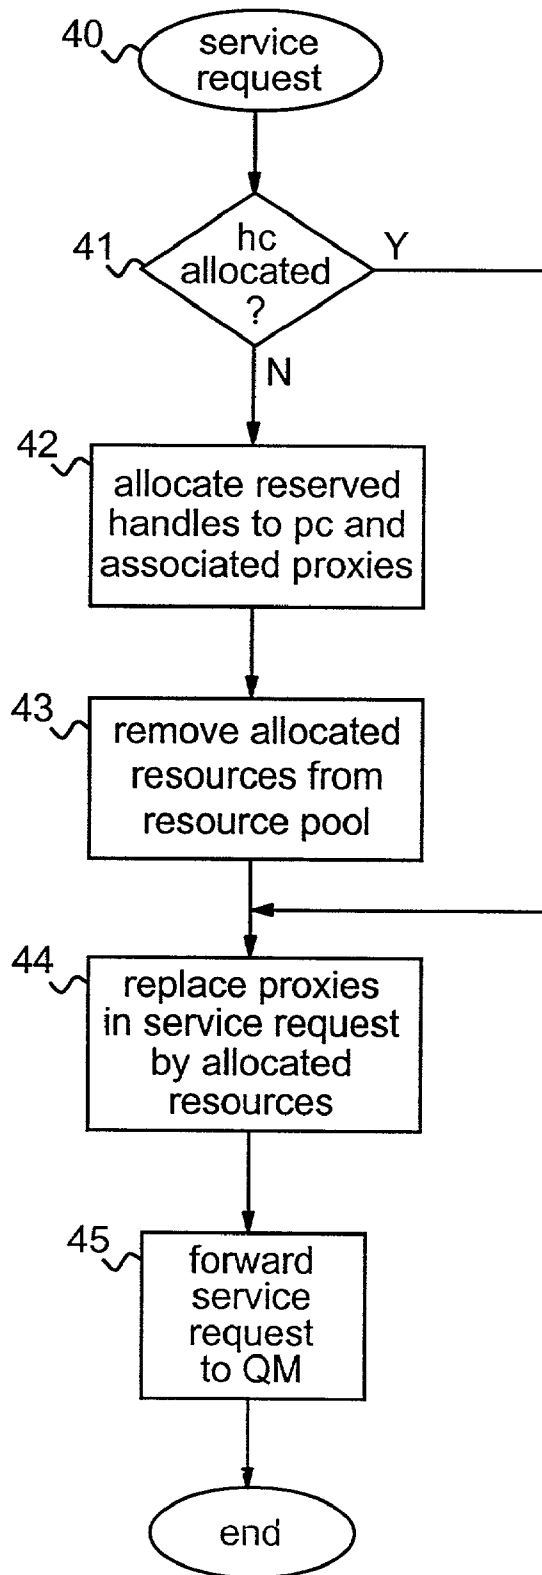 40
service
request
41
hc
allocated
?
Y
N
42
allocate reserved
handles to pc and
associated proxies
43
remove allocated
resources from
resource pool
44
replace proxies
in service request
by allocated
resources
45
forward
service
request
to QM
end